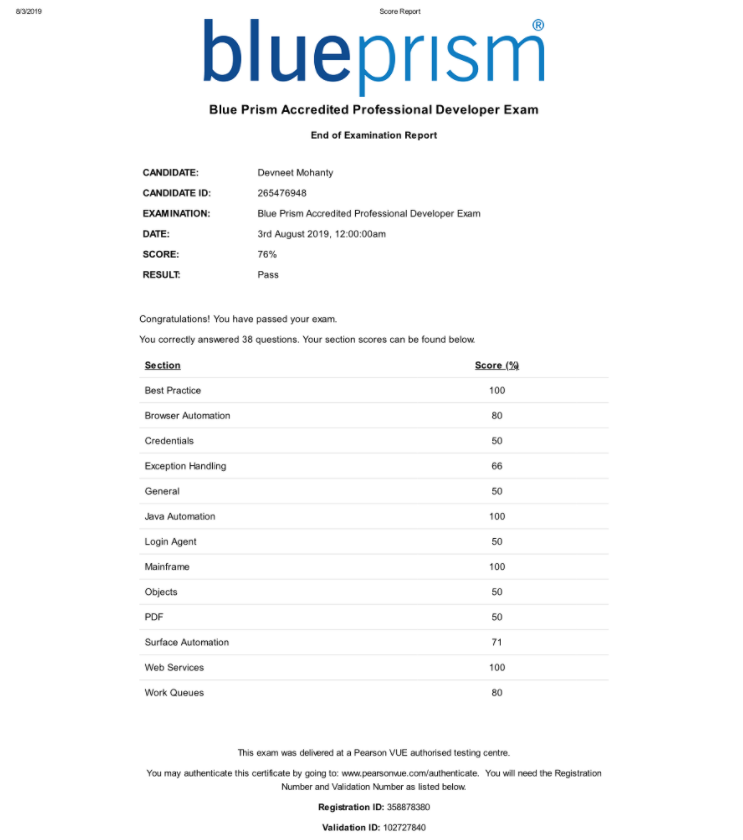 8/3/2019 Score Report
blueprism®
Blue Prism Accredited Professional Developer Exam
End of Examination Report
CANDIDATE: Devneet Mohanty
CANDIDATE ID: 265476948
EXAMINATION: Blue Prism Accredited Professional Developer Exam
DATE: 3rd August 2019, 12:00:00am
SCORE: 76%
RESULT: Pass
Congratulations! You have passed your exam.
You correctly answered 38 questions. Your section scores can be found below.
Section Score (%)
Best Practice 100
Browser Automation 80
Credentials 50
Exception Handling 66
General 50
Java Automation 100
Login Agent 50
Mainframe 100
Objects 50
PDF 50
Surface Automation 71
Web Services 100
Work Queues 80
This exam was delivered at a Pearson VUE authorised testing centre.
You may authenticate this certificate by going to: www.pearsonvue.com/authenticate. You will need the Registration
Number and Validation Number as listed below.
Registration ID: 358878380
Validation ID: 102727840